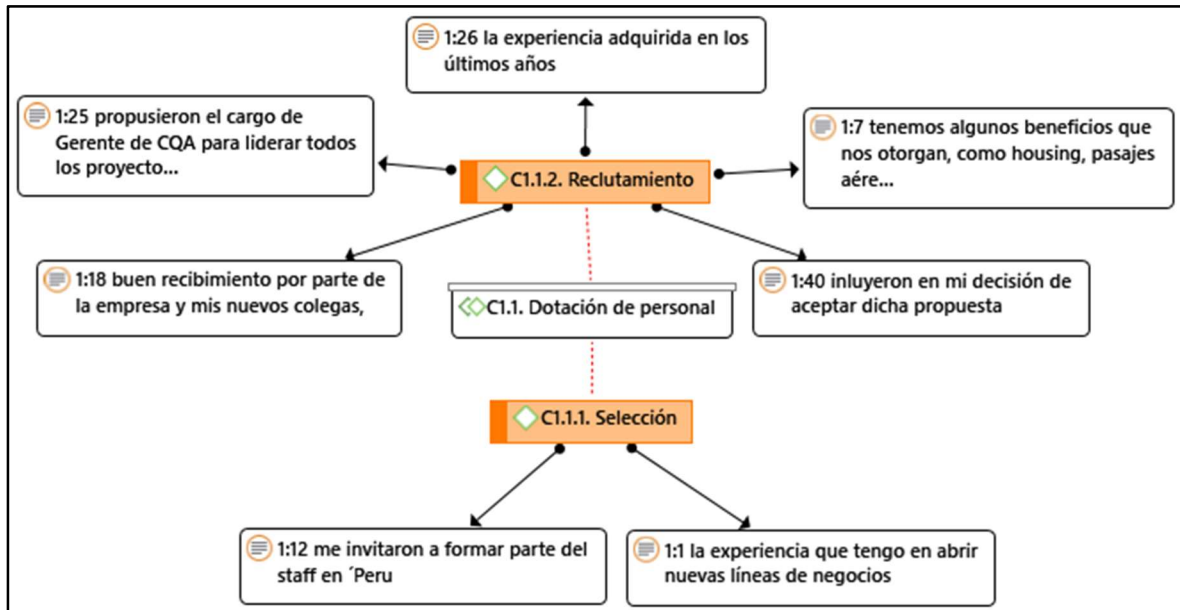 1:26 la experiencia adquirida en los
últimos años
1:25 propusieron el cargo de
Gerente de CQA para liderar todos
los proyecto...
1:7 tenemos algunos beneficios que
nos otorgan, como housing, pasajes
aére...
C1.1.2. Reclutamiento
1:18 buen recibimiento por parte de
la empresa y mis nuevos colegas,
1:40 inluyeron en mi decisión de
aceptar dicha propuesta
C1.1. Dotación de personal
C1.1.1. Selección
1:12 me invitaron a formar parte del
staff en ´Peru
1:1 la experiencia que tengo en abrir
nuevas líneas de negocios